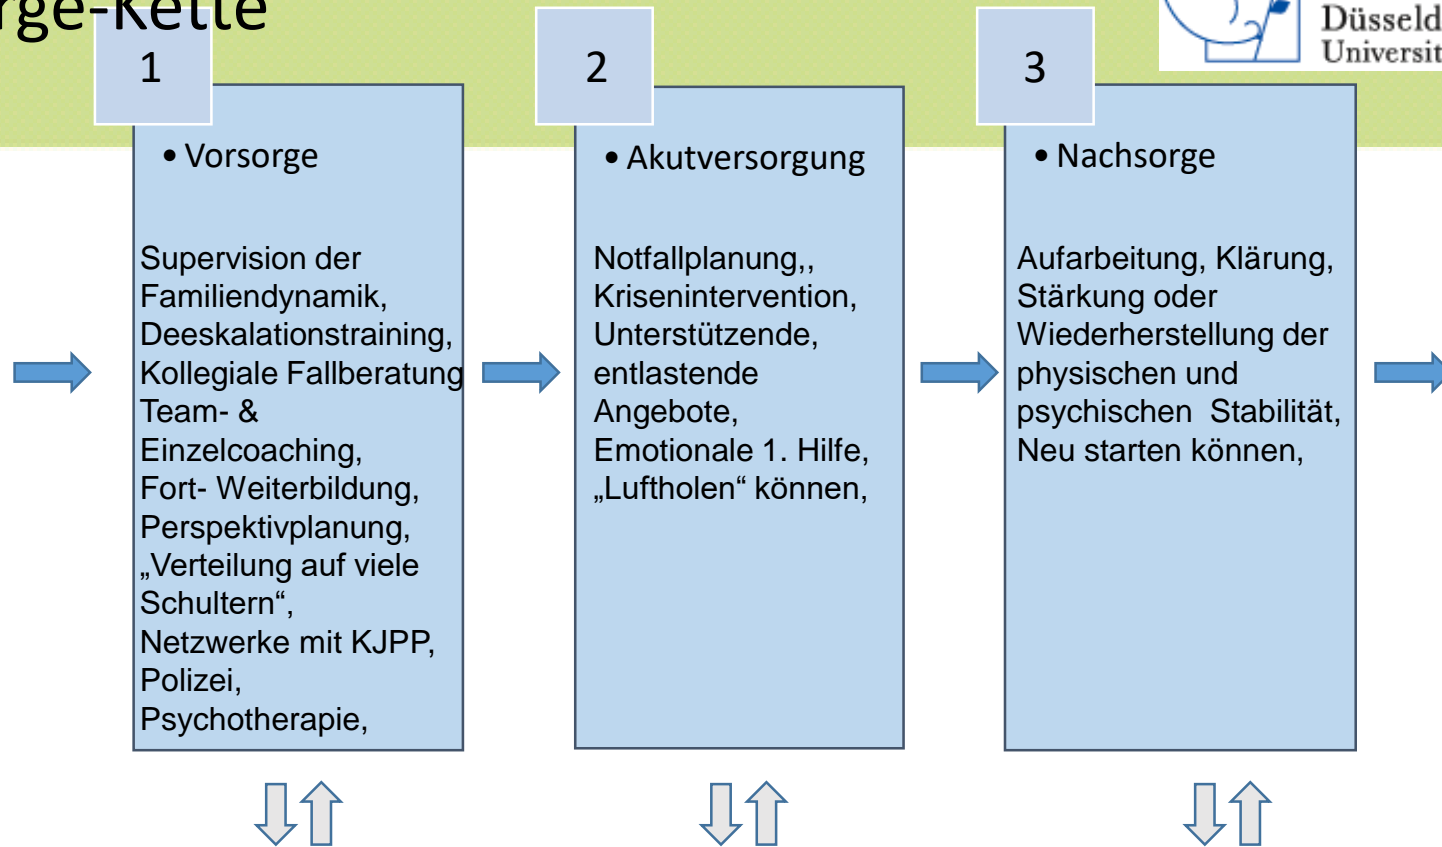 rge-Kette
Düsseld
Universit
1
• Vorsorge
Supervision der
Familiendynamik,
Deeskalationstraining,
Kollegiale Fallberatung
Team- &
Einzelcoaching,
Fort- Weiterbildung,
Perspektivplanung,
„Verteilung auf viele
Schultern“,
Netzwerke mit KJPP,
Polizei,
Psychotherapie,
2
• Akutversorgung
Notfallplanung,,
Krisenintervention,
Unterstützende,
entlastende
Angebote,
Emotionale 1. Hilfe,
„Luftholen“ können,
3
• Nachsorge
Aufarbeitung, Klärung,
Stärkung oder
Wiederherstellung der
physischen und
psychischen  Stabilität,
Neu starten können,